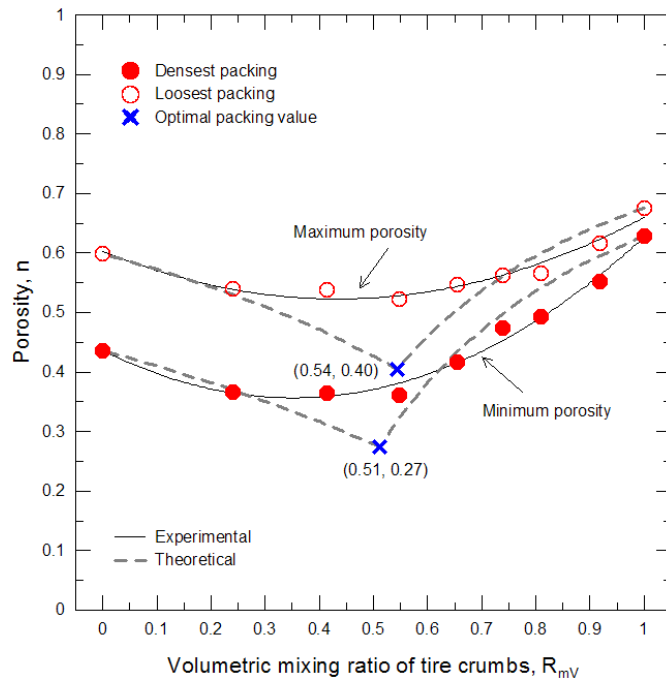 1
0.9
0.8
0.7
0.6
0.5
0.4
0.3
0.2
0.1
0
Porosity, n
Densest packing
Loosest packing
Optimal packing value
Maximum porosity
(0.54, 0.40)
Minimum porosity
(0.51, 0.27)
Experimental
Theoretical
0 0.1 0.2 0.3 0.4 0.5 0.6 0.7 0.8 0.9 1
Volumetric mixing ratio of tire crumbs, RmV